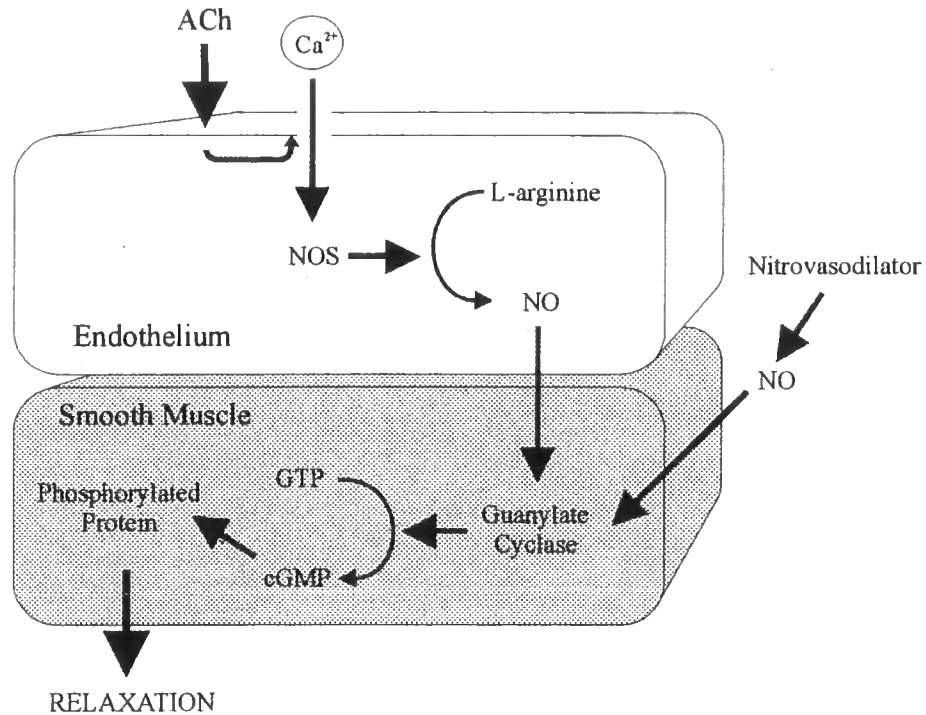 ACh
Ca²⁺
L-arginine
NOS
Nitrovasodilator
NO
Endothelium
NO
Smooth Muscle
GTP
Phosphorylated
Protein
Guanylate
Cyclase
cGMP
RELAXATION